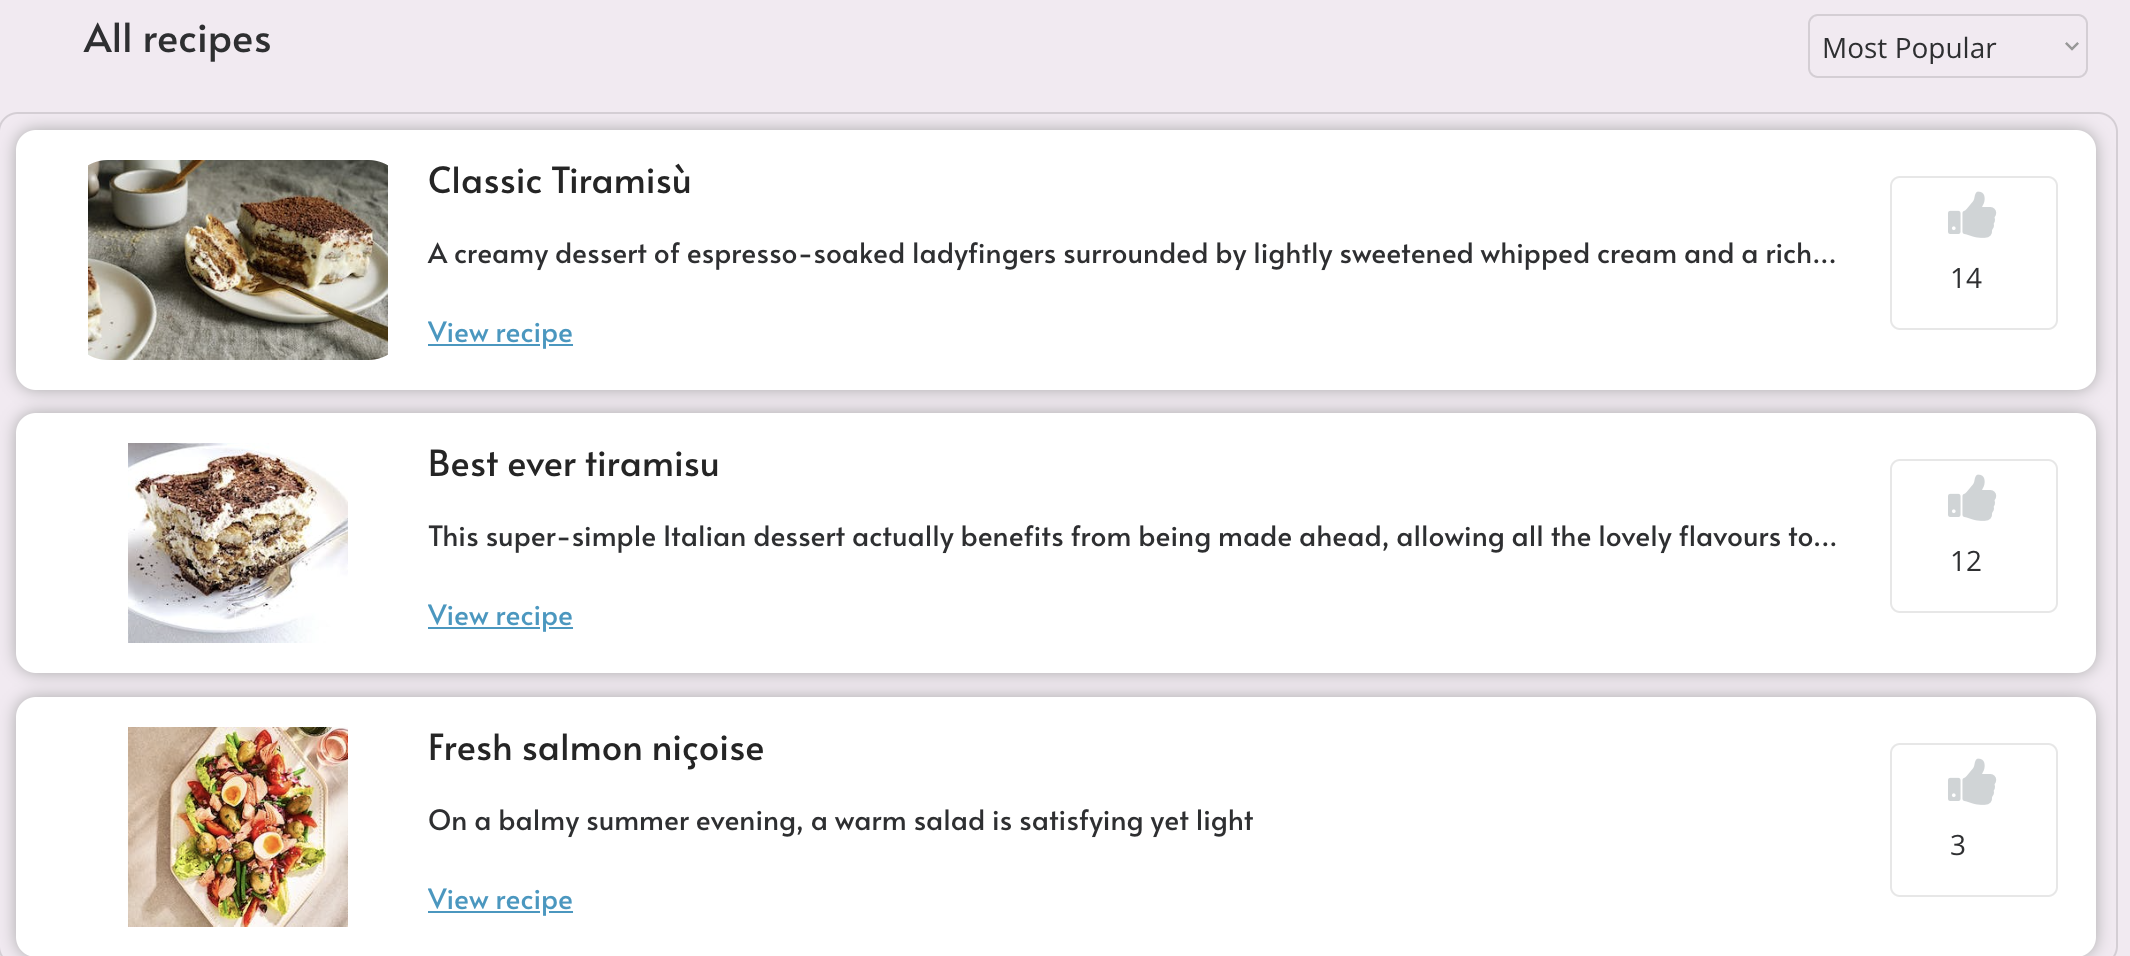 All recipes
Most Popular
Classic Tiramisù
A creamy dessert of espresso-soaked ladyfingers surrounded by lightly sweetened whipped cream and a rich...
View recipe
14
Best ever tiramisu
This super-simple Italian dessert actually benefits from being made ahead, allowing all the lovely flavours to...
View recipe
12
Fresh salmon niçoise
On a balmy summer evening, a warm salad is satisfying yet light
View recipe
3